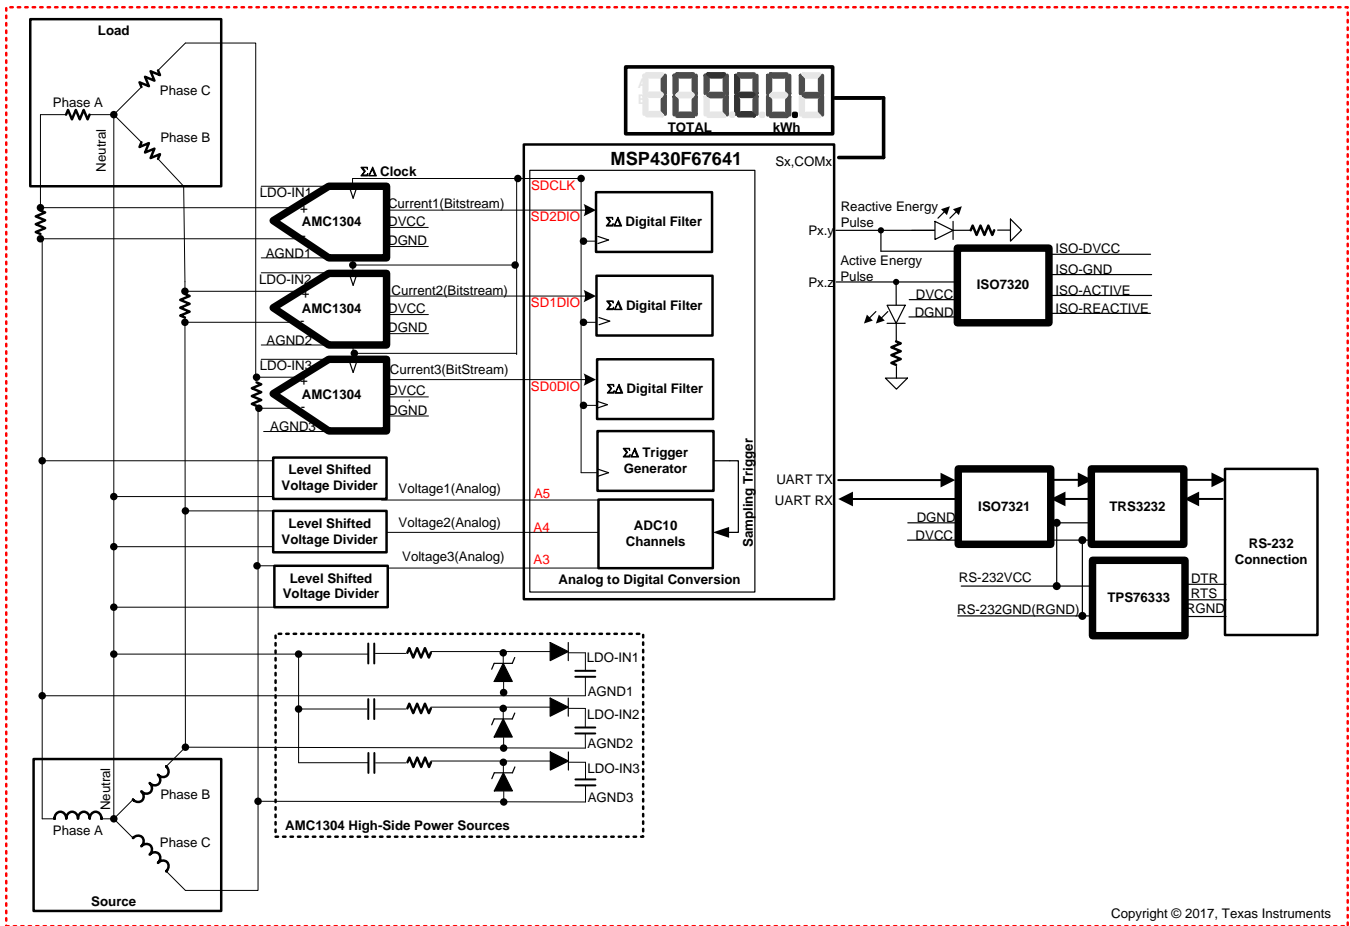 Load
Phase A
Phase C
Phase B
Neutral
10980.4
TOTAL kWh
MSP430F67641
Sx,COMx
ΣΔ Clock
LDO-IN1
+
-
AMC1304
AGND1
Current1(Bitstream)
DVCC
DGND
SDCLK
SD2DIO
ΣΔ Digital Filter
LDO-IN2
+
-
AMC1304
AGND2
Current2(Bitstream)
DVCC
DGND
SD1DIO
ΣΔ Digital Filter
LDO-IN3
+
-
AMC1304
AGND3
Current3(BitStream)
DVCC
DGND
SD0DIO
ΣΔ Digital Filter
ΣΔ Trigger
Generator
Sampling Trigger
Level Shifted
Voltage Divider
Voltage1(Analog)
A5
Level Shifted
Voltage Divider
Voltage2(Analog)
A4
ADC10
Channels
Level Shifted
Voltage Divider
Voltage3(Analog)
A3
Analog to Digital Conversion
Px.y
Reactive Energy
Pulse
Px.z
Active Energy
Pulse
DVCC
DGND
ISO7320
ISO-DVCC
ISO-GND
ISO-ACTIVE
ISO-REACTIVE
UART TX
UART RX
ISO7321
DGND
DVCC
TRS3232
RS-232
Connection
RS-232VCC
RS-232GND(RGND)
TPS76333
DTR
RTS
RGND
LDO-IN1
AGND1
LDO-IN2
AGND2
LDO-IN3
AGND3
AMC1304 High-Side Power Sources
Neutral
Phase B
Phase A
Phase C
Source
Copyright © 2017, Texas Instruments